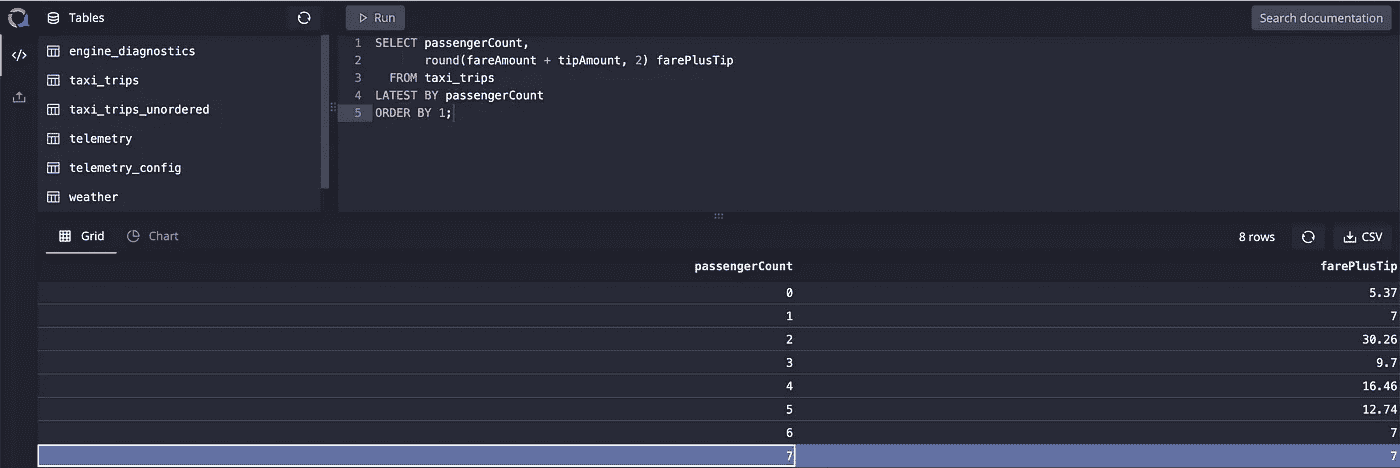 Tables
Run
Search documentation
engine_diagnostics
taxi_trips
taxi_trips_unordered
telemetry
telemetry_config
weather
1 SELECT passengerCount,
2 round(fareAmount + tipAmount, 2) farePlusTip
3 FROM taxi_trips
4 LATEST BY passengerCount
5 ORDER BY 1;
Grid Chart 8 rows CSV
passengerCount farePlusTip
0 5.37
1 7
2 30.26
3 9.7
4 16.46
5 12.74
6 7
7 7